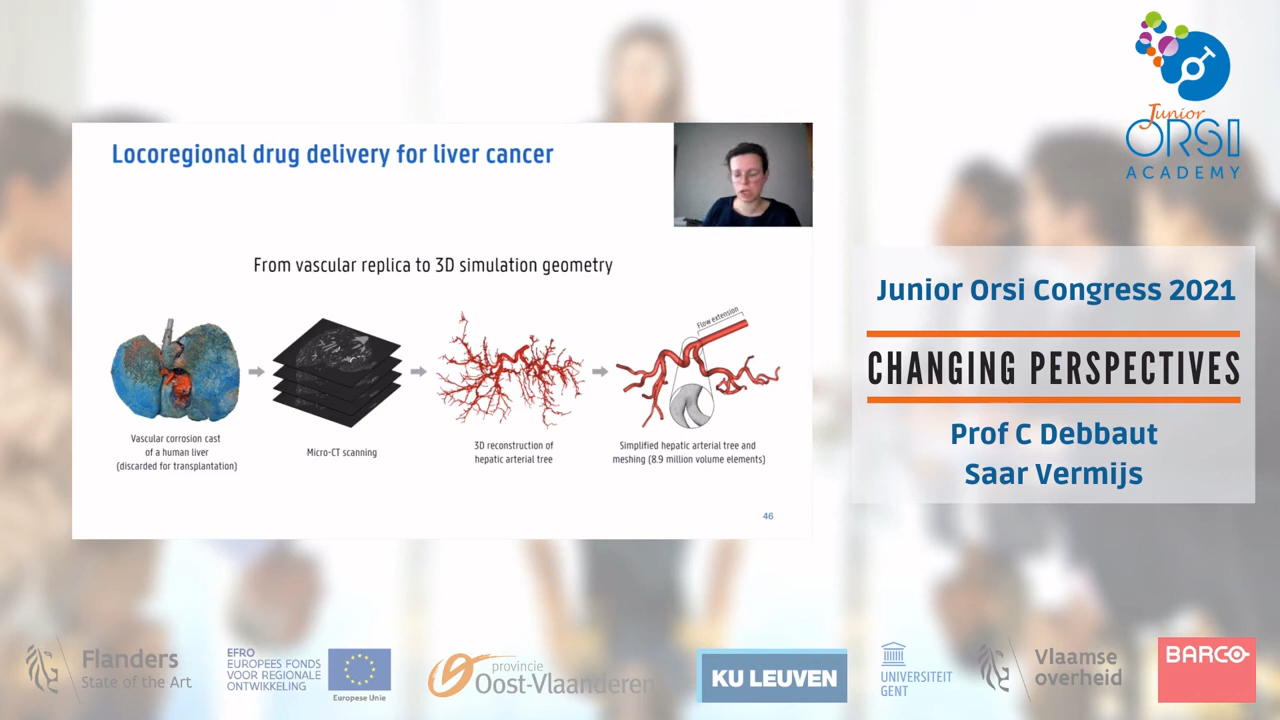 Locoregional drug delivery for liver cancer
From vascular replica to 3D simulation geometry
Flow extension
Vascular corrosion cast
of a human liver
(discarded for transplantation)
Micro-CT scanning
3D reconstruction of
hepatic arterial tree
Simplified hepatic arterial tree and
meshing (8.9 million volume elements)
46
Junior
ORSI
ACADEMY
Junior Orsi Congress 2021
CHANGING PERSPECTIVES
Prof C Debbaut
Saar Vermijs
Flanders
State of the Art
EFRO
EUROPEES FONDS
VOOR REGIONALE
ONTWIKKELING
Europese Unie
provincie
Oost-Vlaanderen
KU LEUVEN
UNIVERSITEIT
GENT
Vlaamse
overheid
BARCO